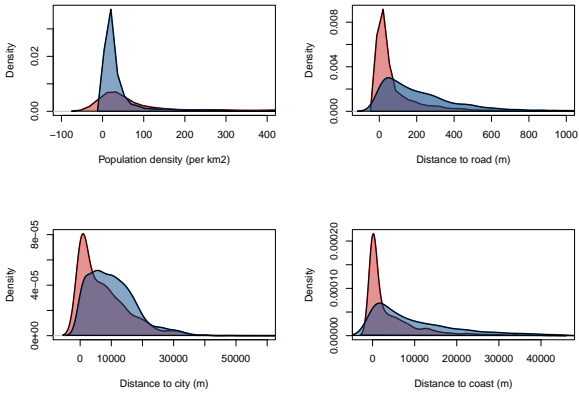 Density
0.00
0.02
−100
0
100
200
300
400
Population density (per km2)
Density
0.000
0.004
0.008
0
200
400
600
800
1000
Distance to road (m)
Density
0e+00
4e−05
8e−05
0
10000
30000
50000
Distance to city (m)
Density
0.00000
0.00010
0.00020
0
10000
20000
30000
40000
Distance to coast (m)